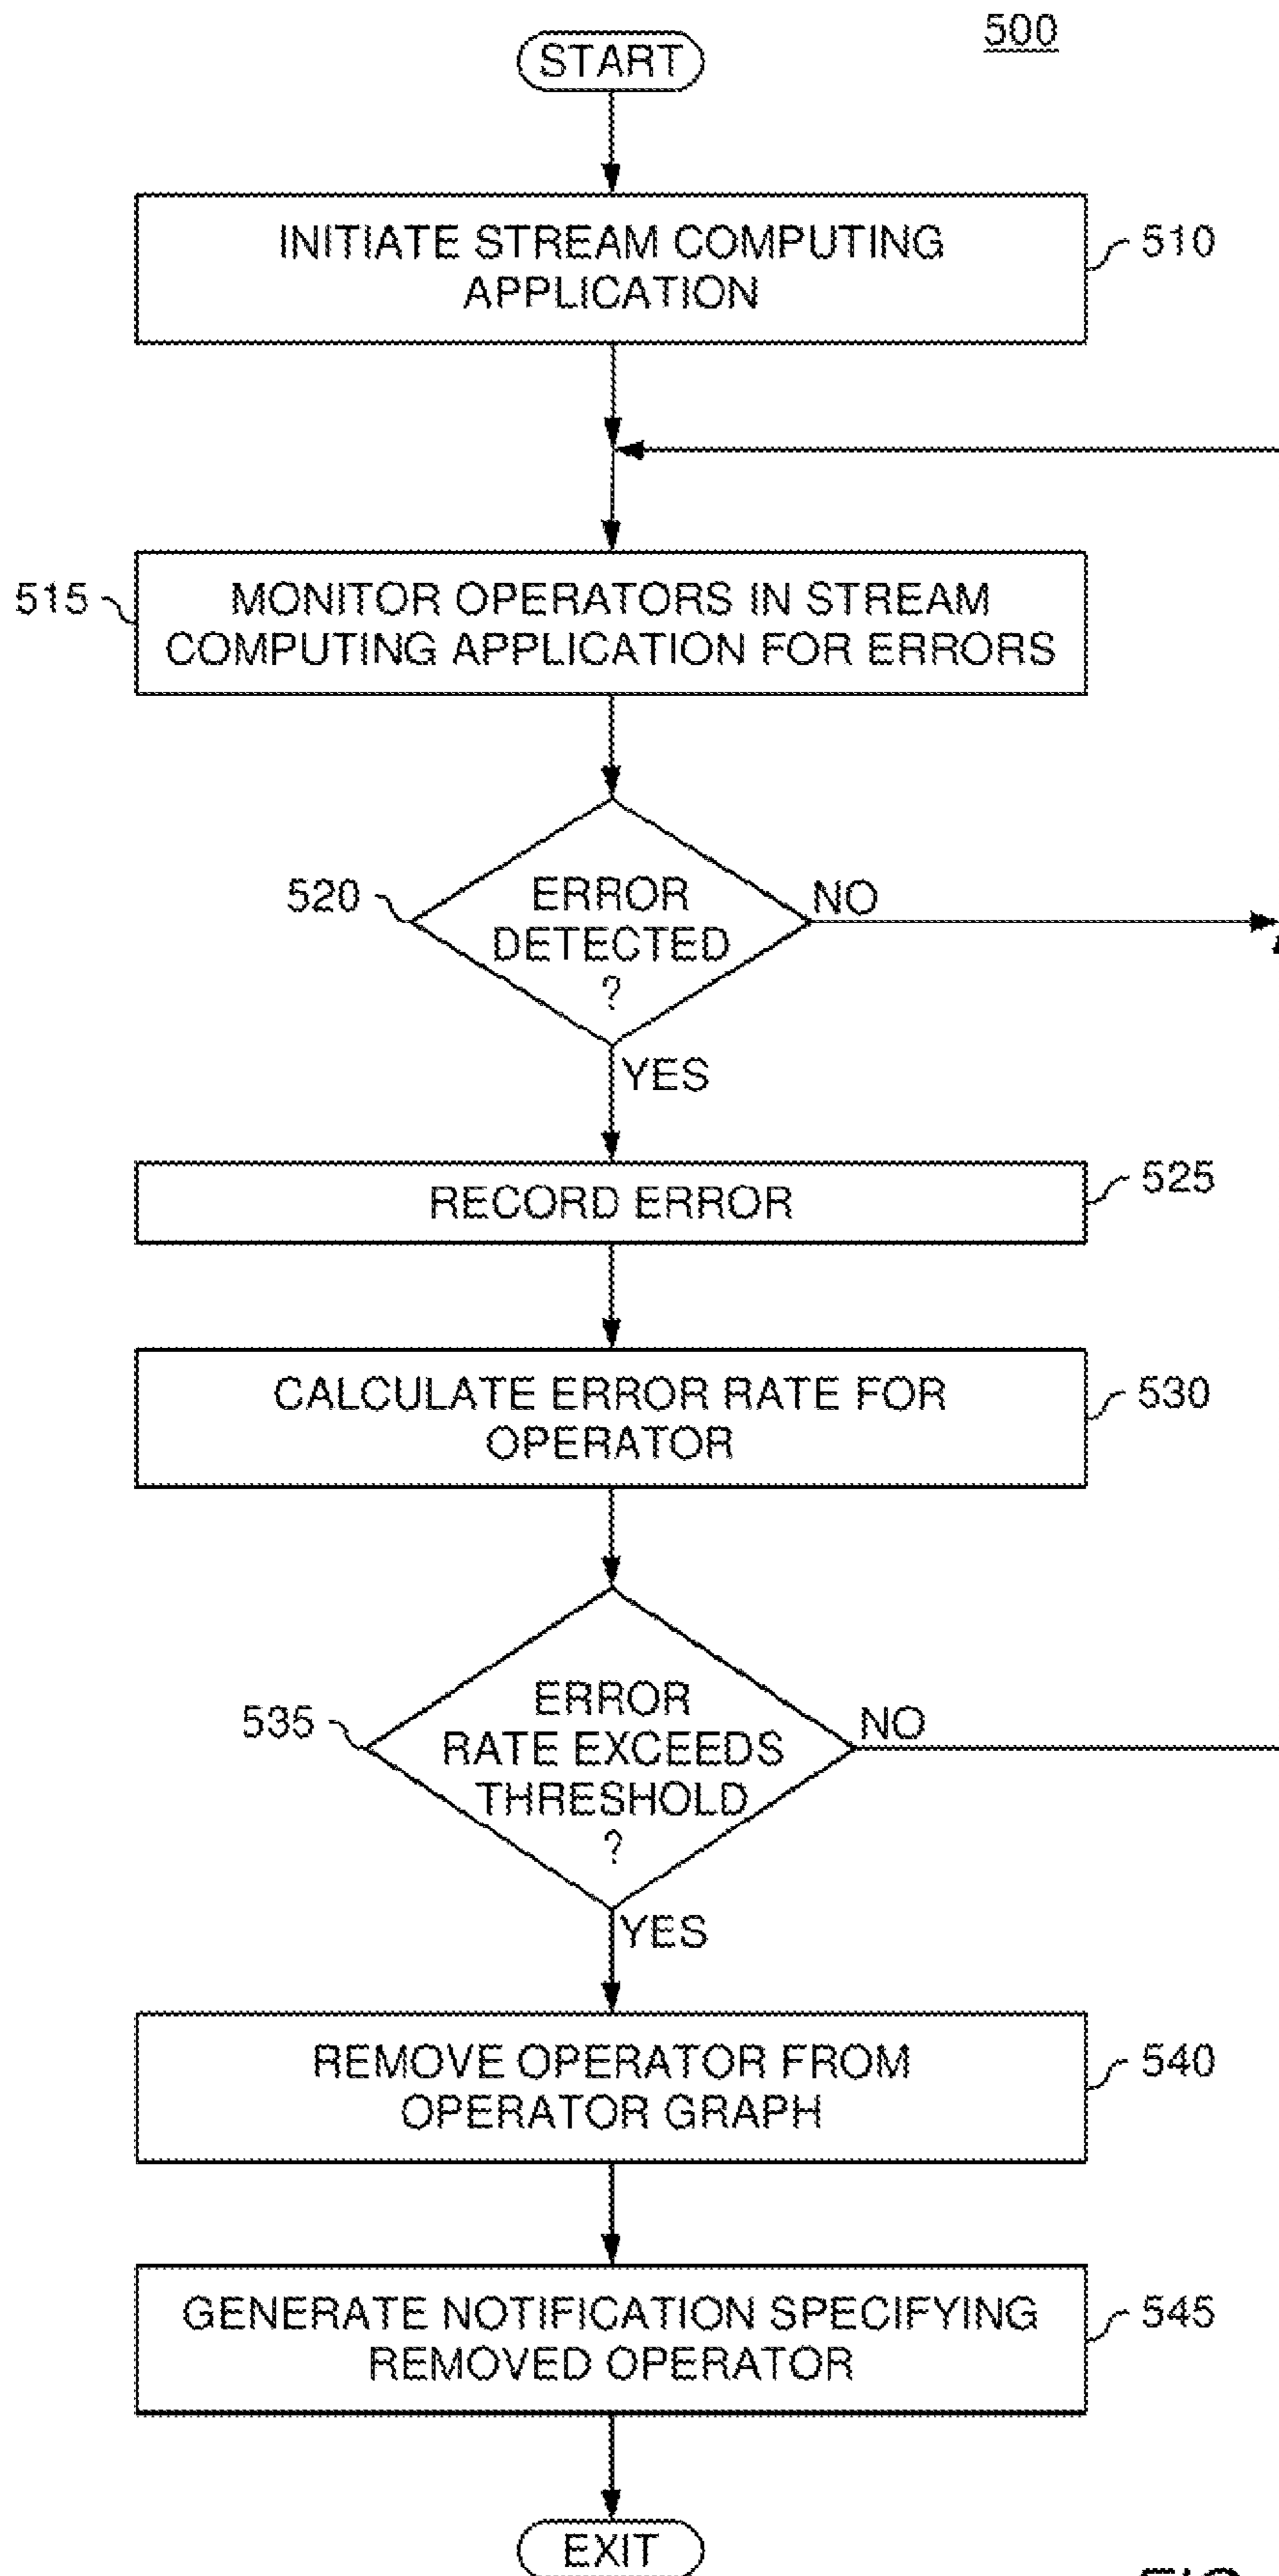 500
START
INITIATE STREAM COMPUTING
APPLICATION
510
515
MONITOR OPERATORS IN STREAM
COMPUTING APPLICATION FOR ERRORS
520
ERROR
DETECTED
?
NO
YES
RECORD ERROR
525
CALCULATE ERROR RATE FOR
OPERATOR
530
535
ERROR
RATE EXCEEDS
THRESHOLD
?
NO
YES
REMOVE OPERATOR FROM
OPERATOR GRAPH
540
GENERATE NOTIFICATION SPECIFYING
REMOVED OPERATOR
545
EXIT